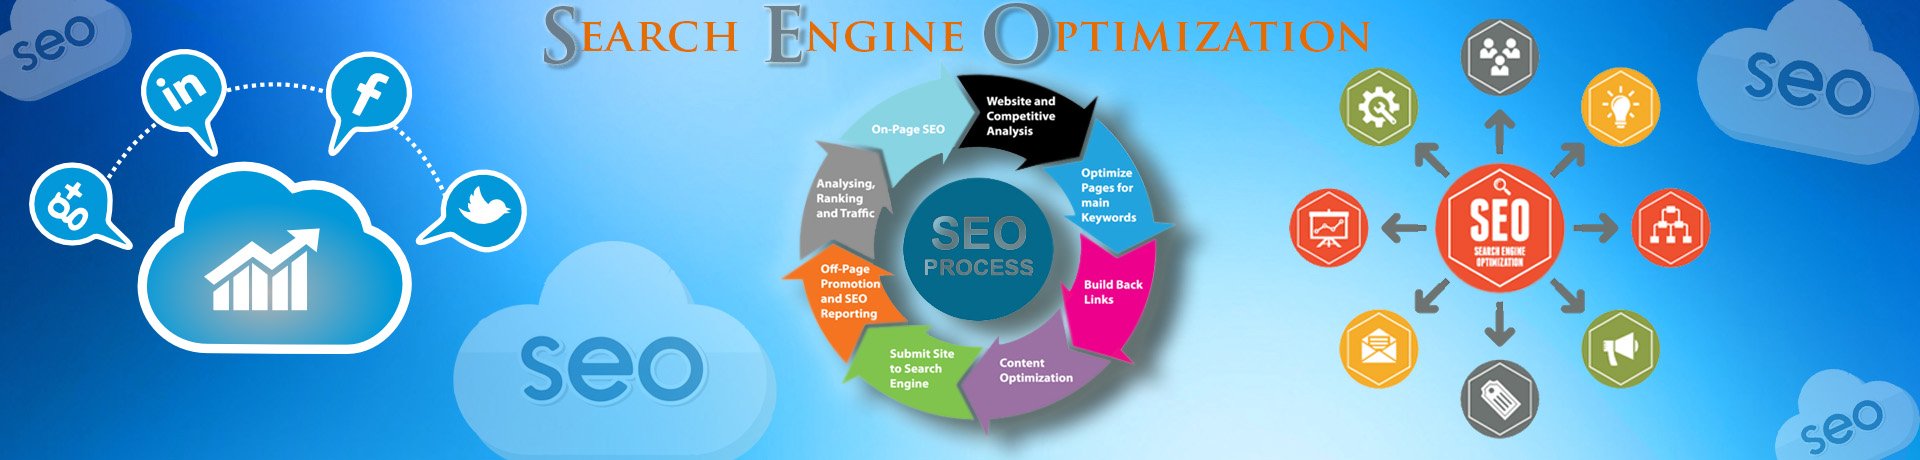 SEARCH ENGINE OPTIMIZATION
seo
in
f
g+
seo
On-Page SEO
Website and
Competitive
Analysis
Optimize
Pages for
main
Keywords
Build Back
Links
Content
Optimization
Submit Site
to Search
Engine
Off-Page
Promotion
and SEO
Reporting
Analysing,
Ranking
and Traffic
SEO
PROCESS
SEO
SEARCH ENGINE
OPTIMIZATION
seo
seo